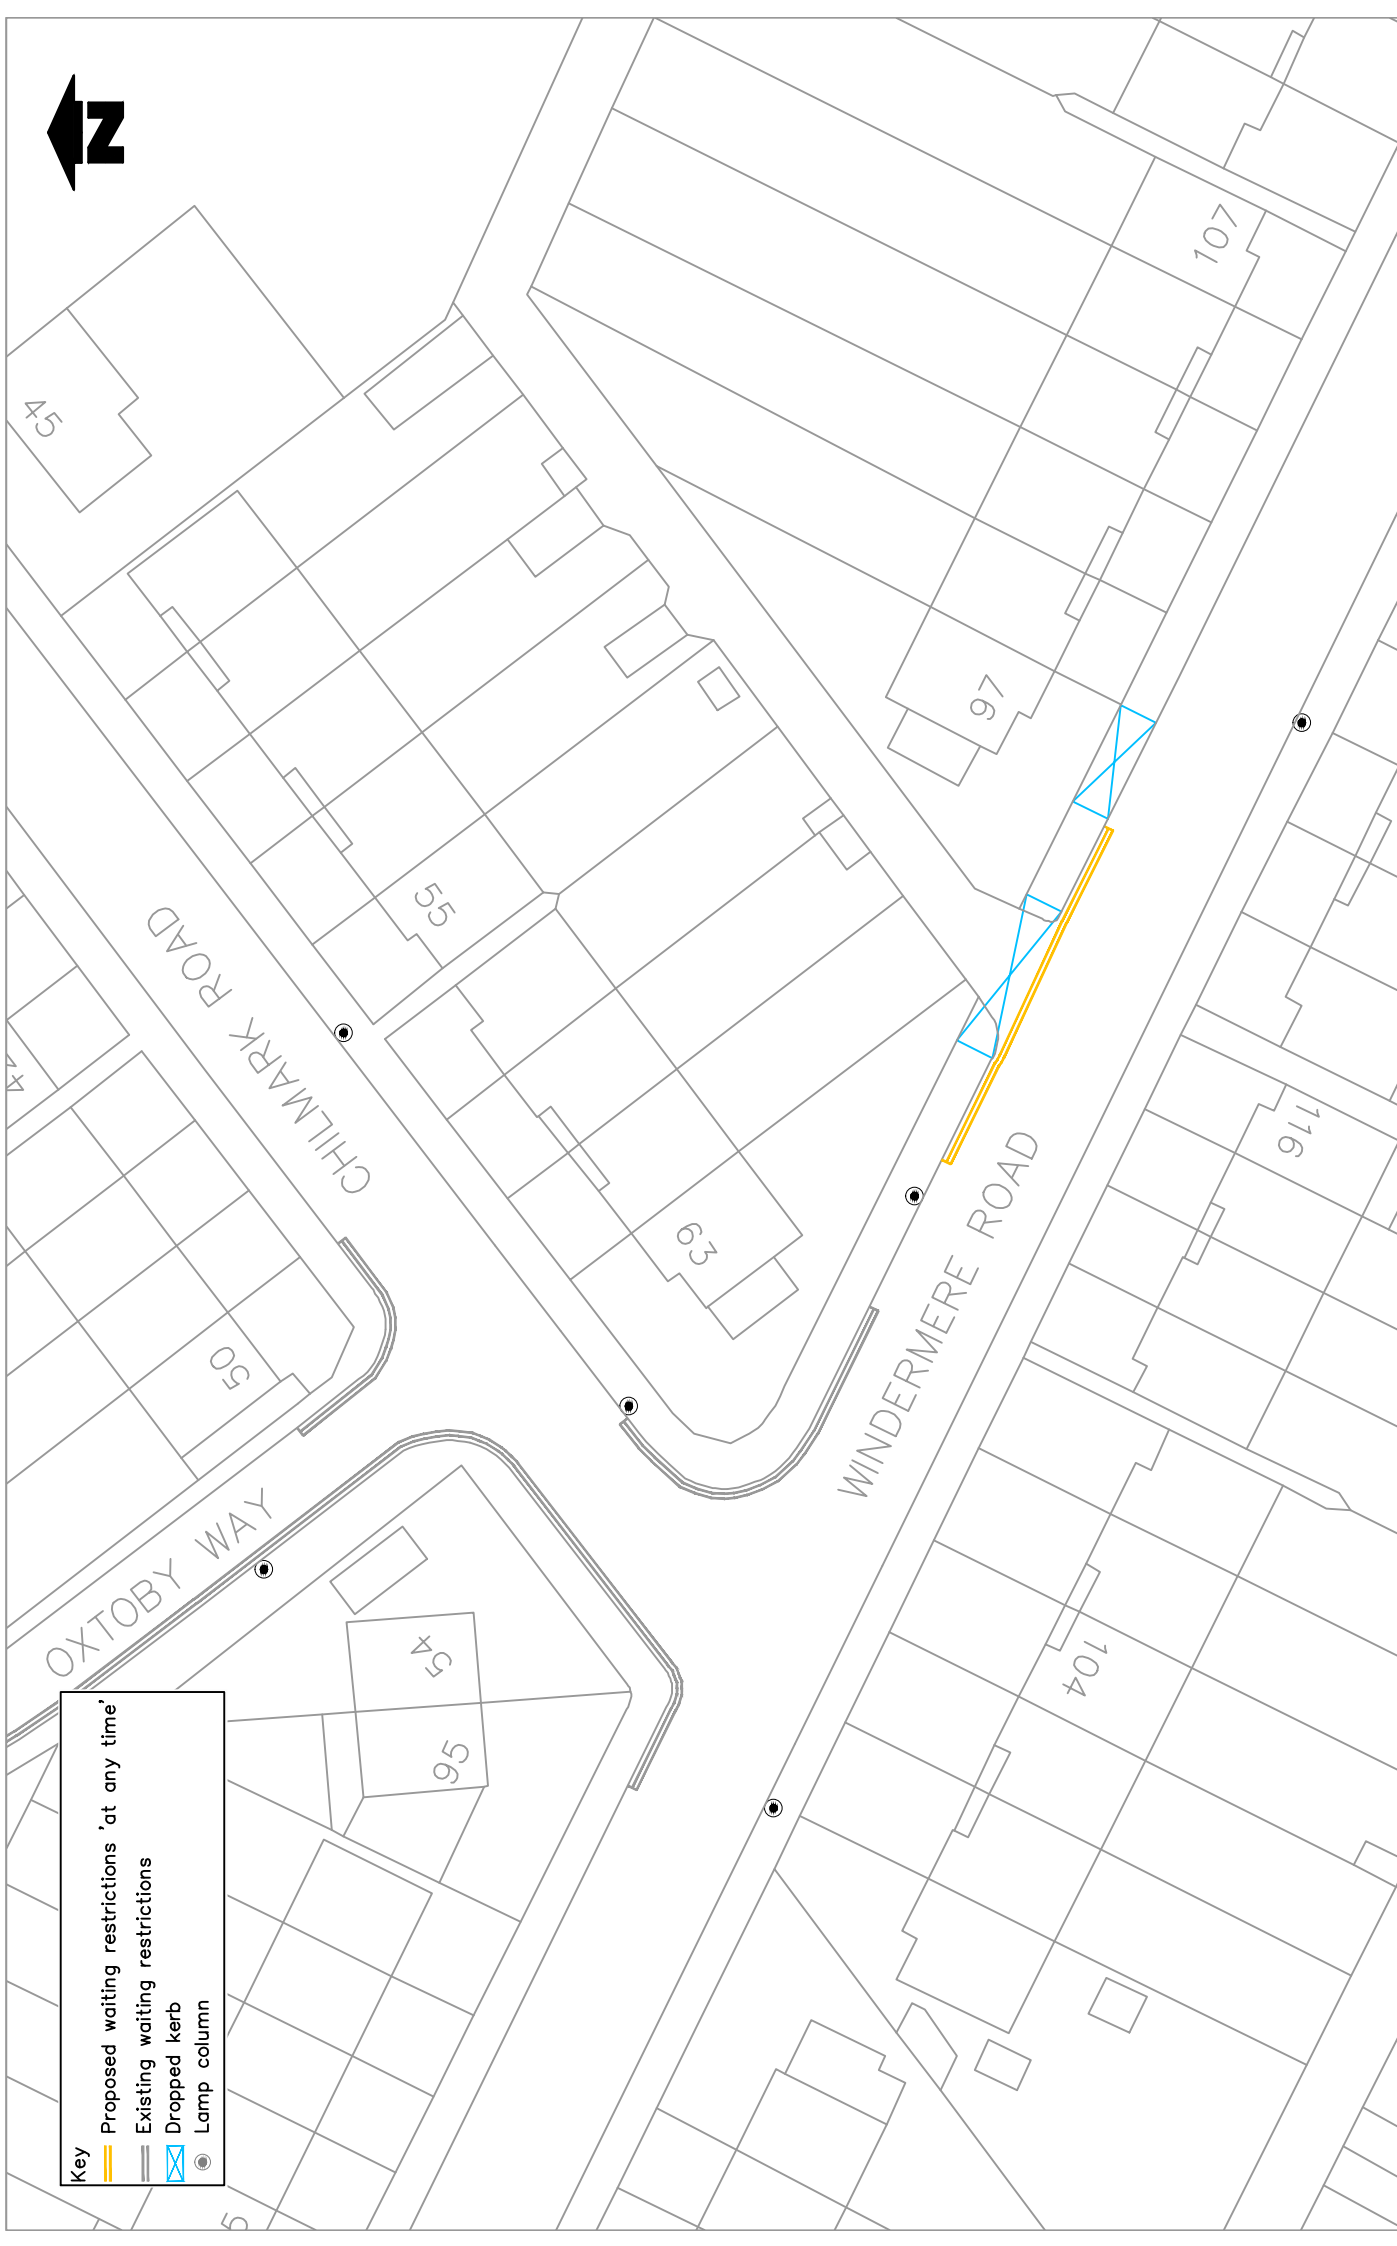 N
45
107
97
55
CHILMARK ROAD
116
63
50
WINDERMERE ROAD
OXTOBY WAY
54
104
95
Key
Proposed waiting restrictions 'at any time'
Existing waiting restrictions
Dropped kerb
Lamp column